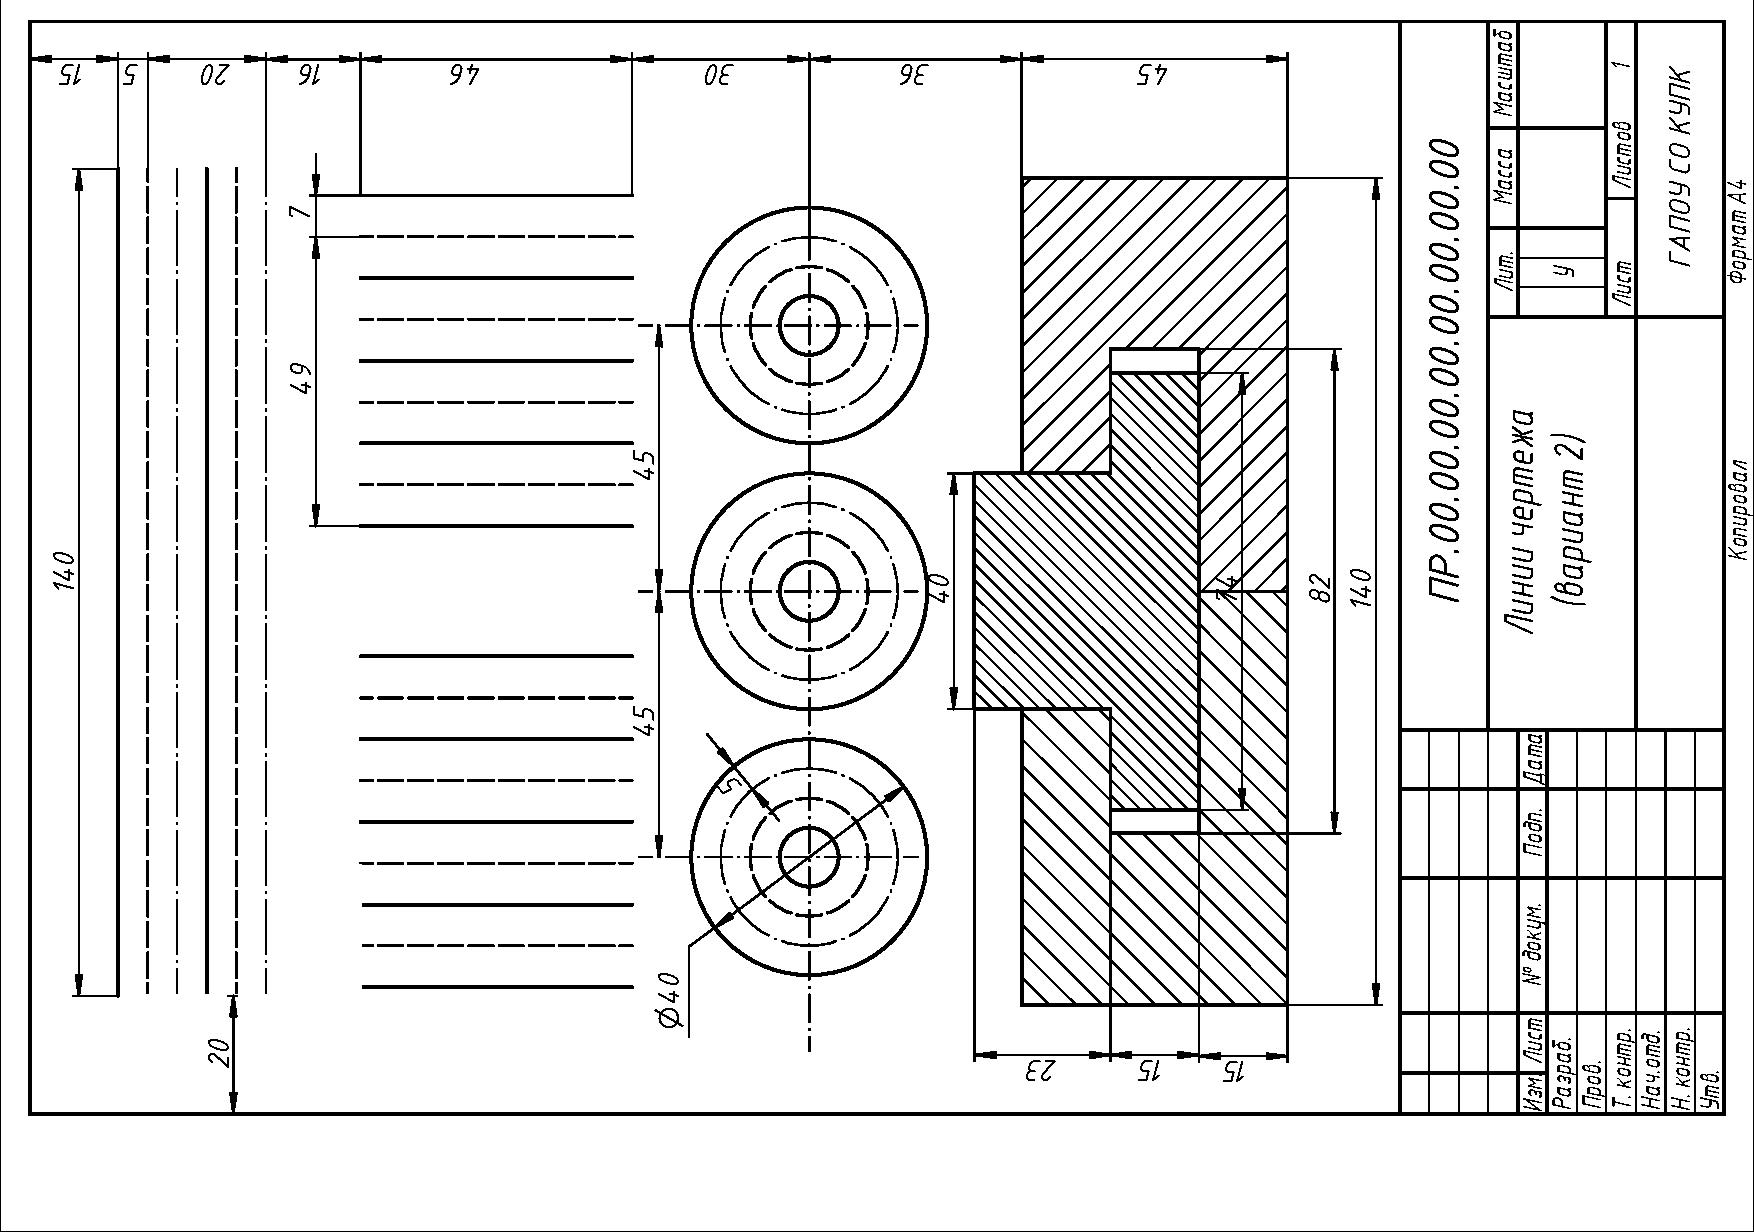 140
20
15
5
20
16
46
30
36
45
7
49
45
45
5
Ø40
40
74
82
140
23
15
15
ПР.00.00.00.00.00.00.00.00
Линии чертежа
(вариант 2)
Лит. Масса Масштаб
У
Лист Листов 1
ГАПОУ СО КУПК
Изм. Лист № докум. Подп. Дата
Разраб.
Пров.
Т. контр.
Нач.отд.
Н. контр.
Утв.
Копировал Формат А4